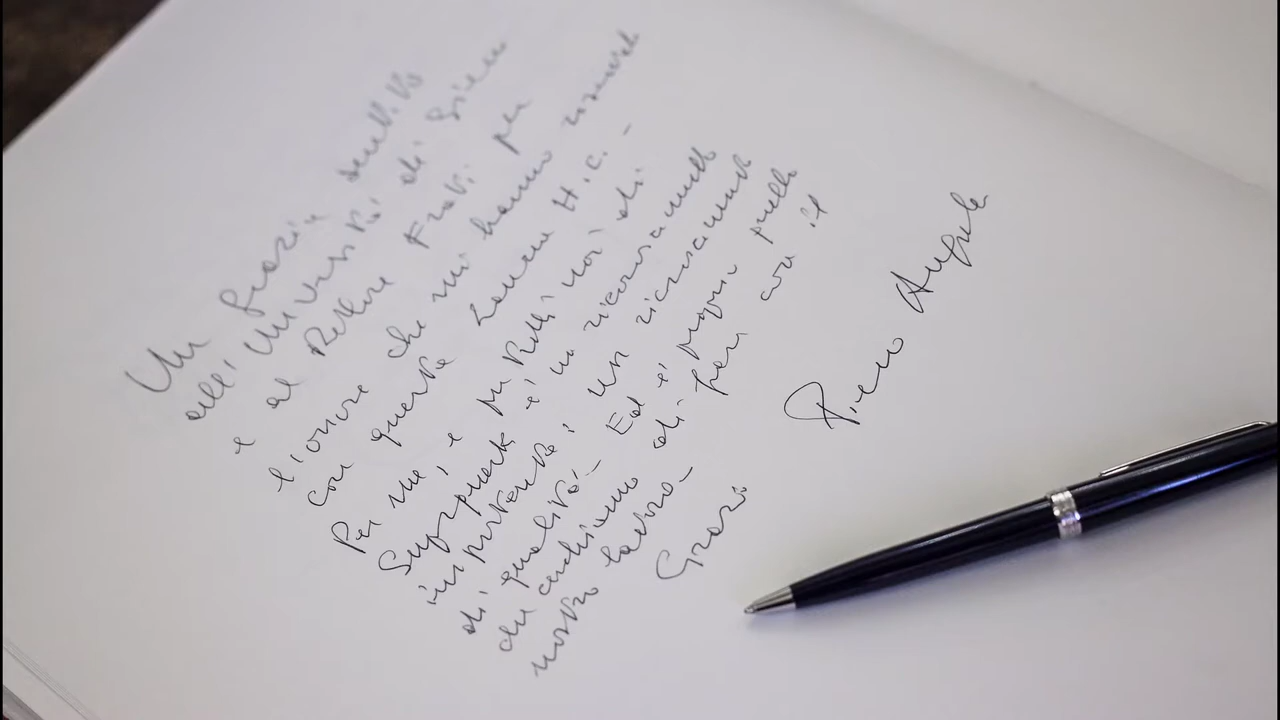 Un grazie sentito
all'Università di Siena
e al Rettore Frati per
l'onore che mi hanno
con questa Laurea H.C. -
Per me, e per tutti noi di
Superquark è un riconoscimento
importante: un riconoscimento
di qualità. Ed è proprio quello
che cerchiamo di fare con il
nostro lavoro -
Grazie
Piero Angela